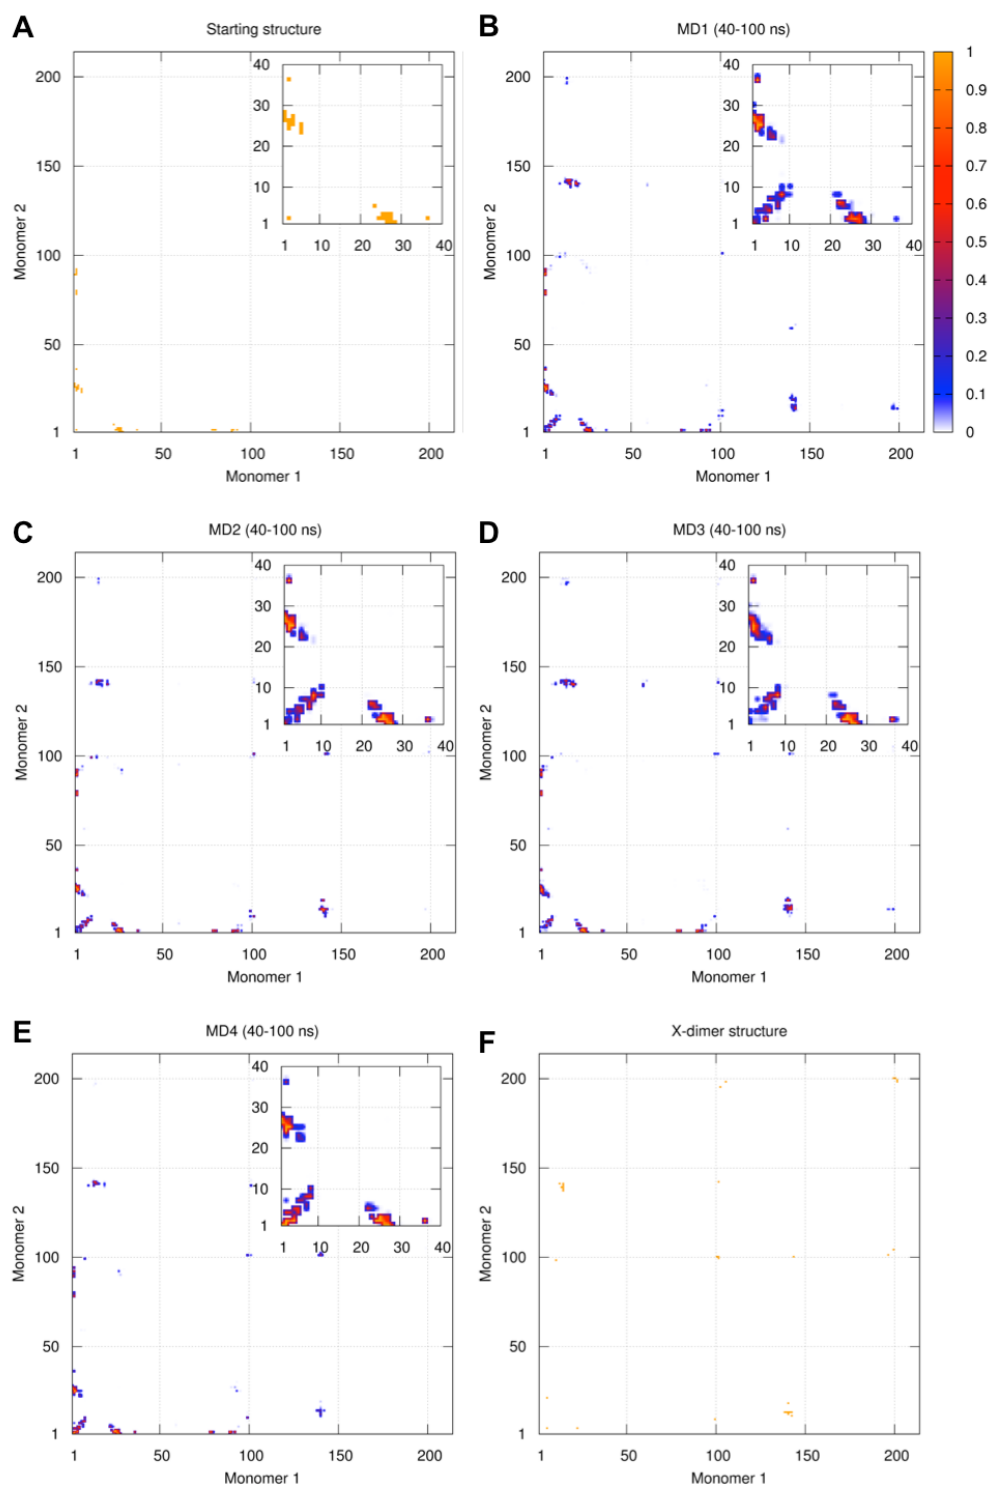 A
Starting structure
200
150
100
50
1
Monomer 2
40
30
20
10
1
1 10 20 30 40
1 50 100 150 200
Monomer 1
B
MD1 (40-100 ns)
200
150
100
50
1
Monomer 2
40
30
20
10
1
1 10 20 30 40
1 50 100 150 200
Monomer 1
1
0.9
0.8
0.7
0.6
0.5
0.4
0.3
0.2
0.1
0
C
MD2 (40-100 ns)
200
150
100
50
1
Monomer 2
40
30
20
10
1
1 10 20 30 40
1 50 100 150 200
Monomer 1
D
MD3 (40-100 ns)
200
150
100
50
1
Monomer 2
40
30
20
10
1
1 10 20 30 40
1 50 100 150 200
Monomer 1
E
MD4 (40-100 ns)
200
150
100
50
1
Monomer 2
40
30
20
10
1
1 10 20 30 40
1 50 100 150 200
Monomer 1
F
X-dimer structure
200
150
100
50
1
Monomer 2
1 50 100 150 200
Monomer 1